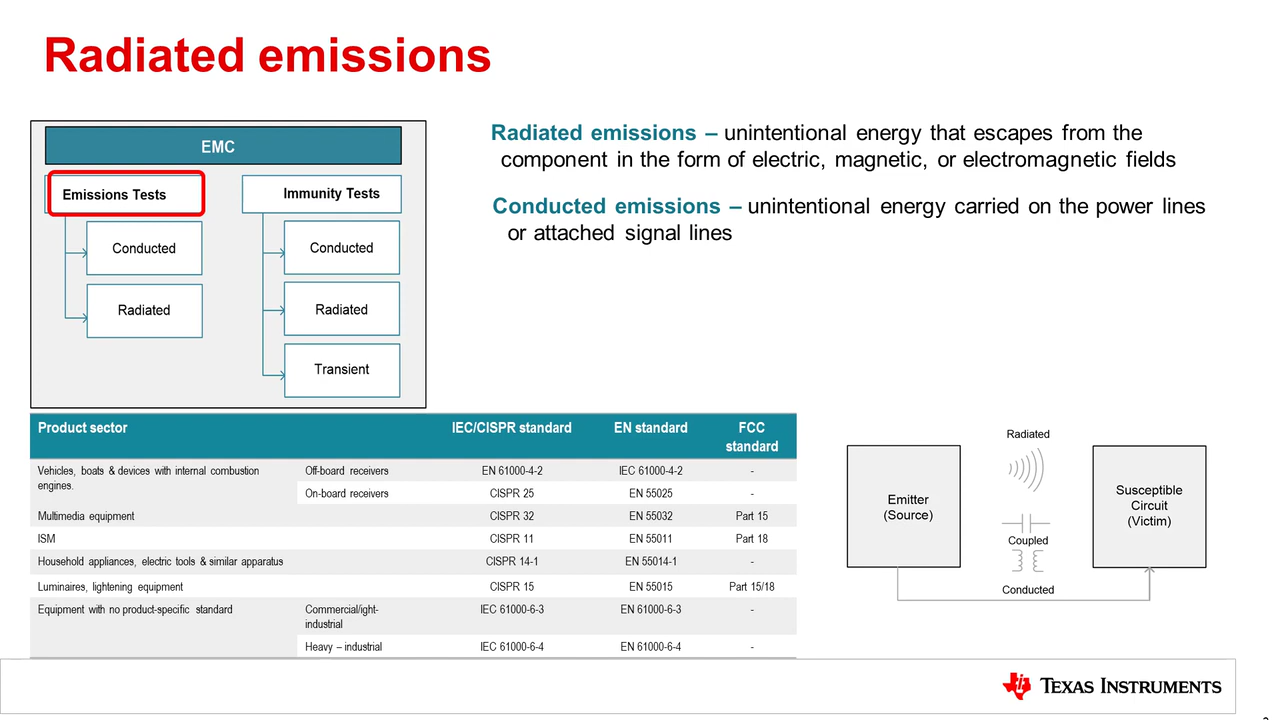 Radiated emissions
EMC
Emissions Tests
Immunity Tests
Conducted
Conducted
Radiated
Radiated
Transient
Radiated emissions – unintentional energy that escapes from the
component in the form of electric, magnetic, or electromagnetic fields
Conducted emissions – unintentional energy carried on the power lines
or attached signal lines
Product sector IEC/CISPR standard EN standard FCC
standard
Vehicles, boats & devices with internal combustion
engines.
Off-board receivers EN 61000-4-2 IEC 61000-4-2 -
On-board receivers CISPR 25 EN 55025 -
Multimedia equipment CISPR 32 EN 55032 Part 15
ISM CISPR 11 EN 55011 Part 18
Household appliances, electric tools & similar apparatus CISPR 14-1 EN 55014-1 -
Luminaires, lightening equipment CISPR 15 EN 55015 Part 15/18
Equipment with no product-specific standard Commercial/ight-
industrial IEC 61000-6-3 EN 61000-6-3 -
Heavy – industrial IEC 61000-6-4 EN 61000-6-4 -
Radiated
Emitter
(Source)
Susceptible
Circuit
(Victim)
Coupled
Conducted
TEXAS INSTRUMENTS